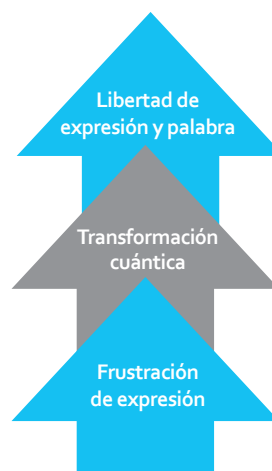 Libertad de
expresión y palabra
Transformación
cuántica
Frustración
de expresión